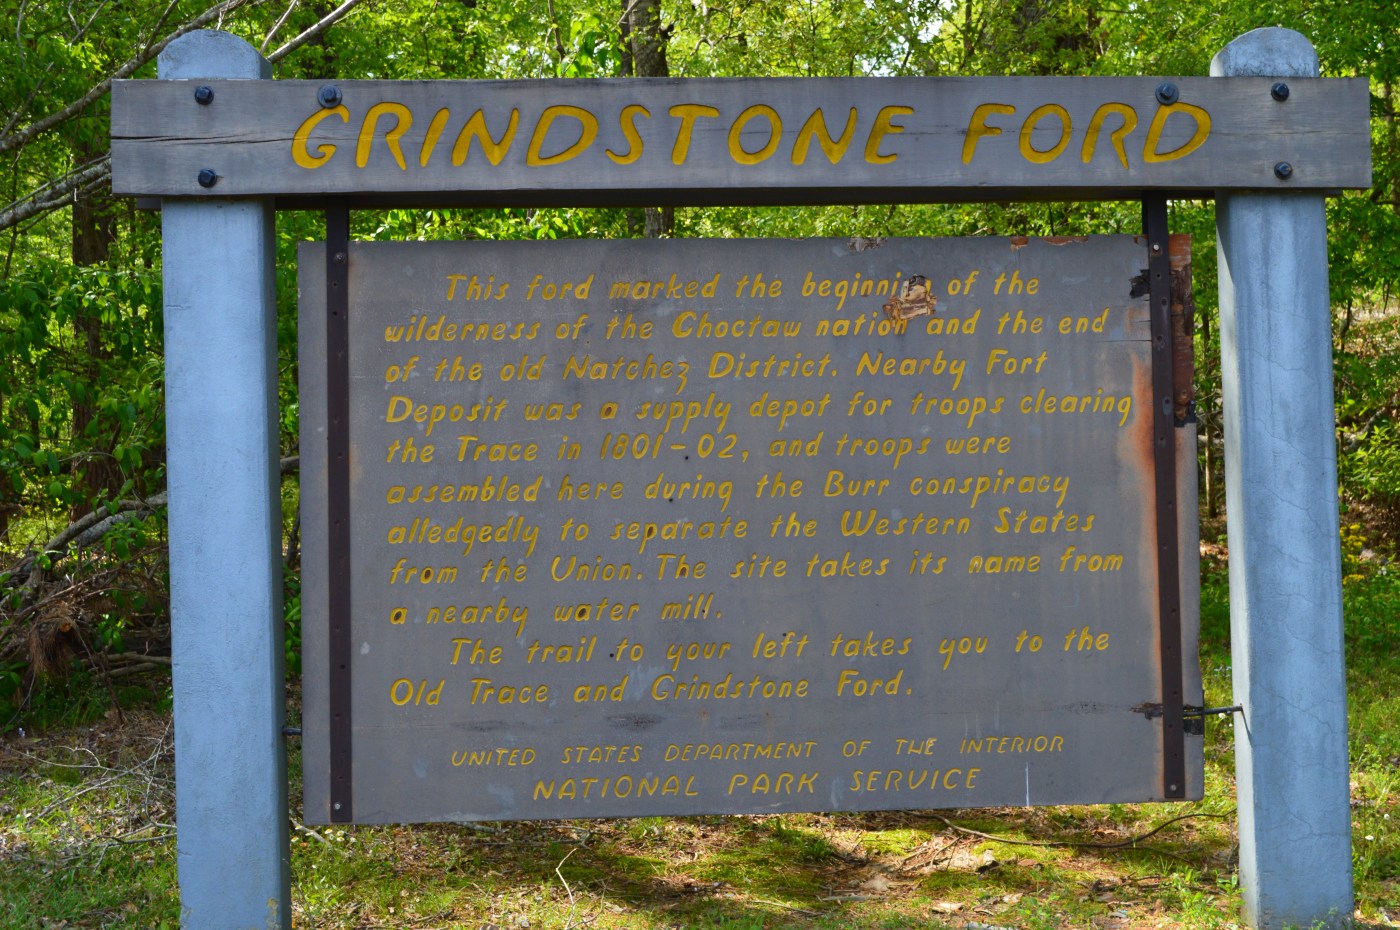 GRINDSTONE FORD
This ford marked the beginning of the
wilderness of the Choctaw nation and the end
of the old Natchez District. Nearby Fort
Deposit was a supply depot for troops clearing
the Trace in 1801-02, and troops were
assembled here during the Burr conspiracy
alledgedly to separate the Western States
from the Union. The site takes its name from
a nearby water mill.
The trail to your left takes you to the
Old Trace and Grindstone Ford.
UNITED STATES DEPARTMENT OF THE INTERIOR
NATIONAL PARK SERVICE